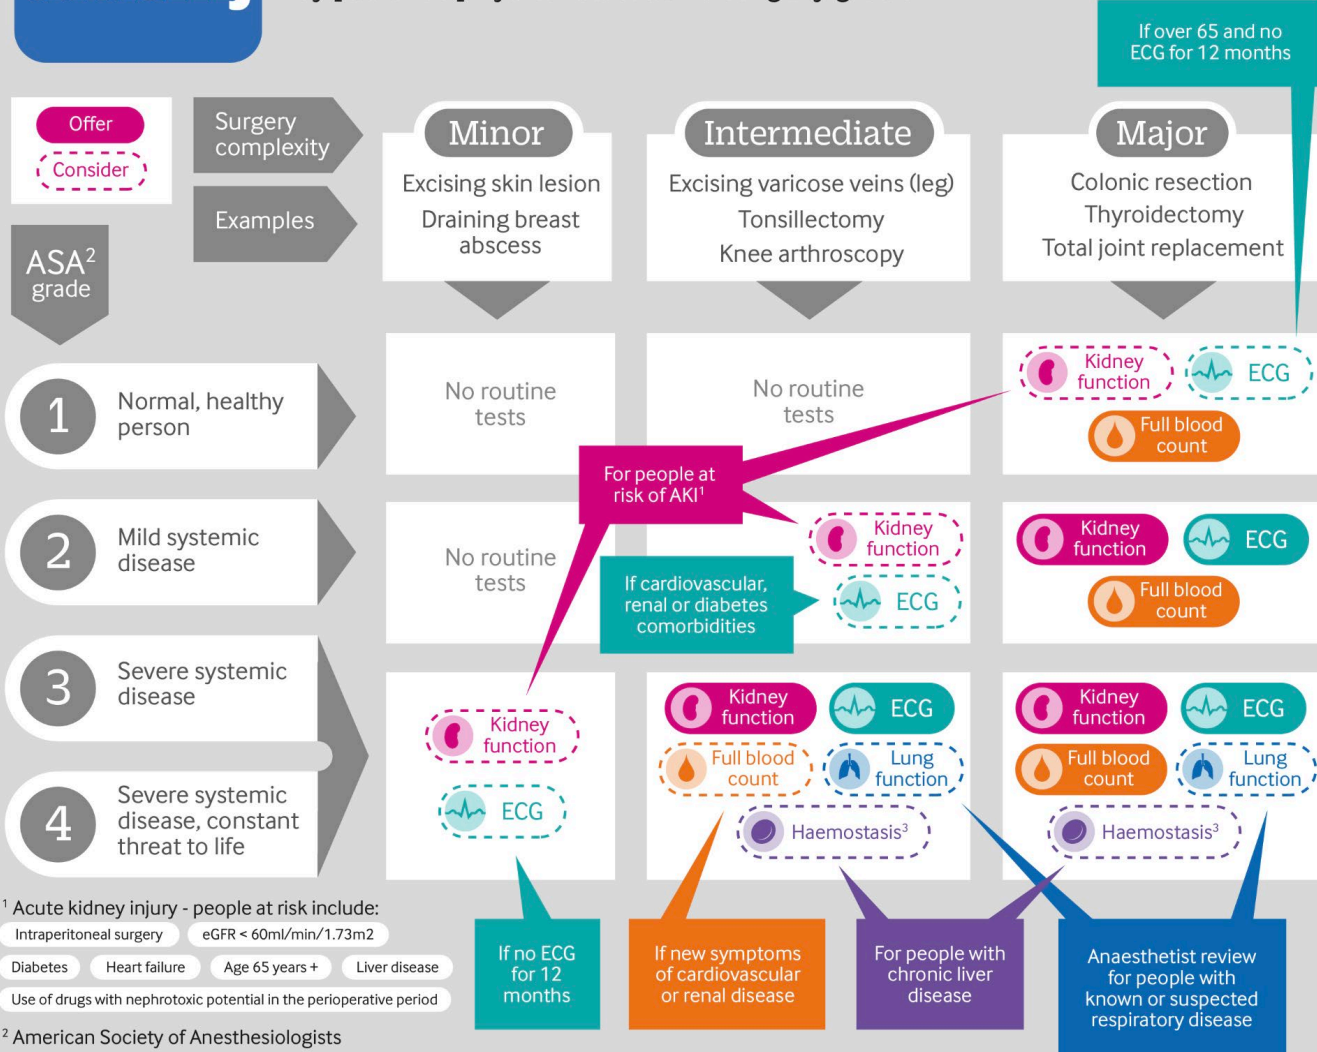 If over 65 and no
ECG for 12 months
Offer
Consider
Surgery
complexity
Examples
ASA²
grade
Minor
Excising skin lesion
Draining breast
abscess
Intermediate
Excising varicose veins (leg)
Tonsillectomy
Knee arthroscopy
Major
Colonic resection
Thyroidectomy
Total joint replacement
1
Normal, healthy
person
No routine
tests
No routine
tests
Kidney
function
ECG
Full blood
count
For people at
risk of AKI¹
2
Mild systemic
disease
No routine
tests
If cardiovascular,
renal or diabetes
comorbidities
Kidney
function
ECG
Kidney
function
ECG
Full blood
count
3
Severe systemic
disease
4
Severe systemic
disease, constant
threat to life
Kidney
function
ECG
Kidney
function
ECG
Full blood
count
Lung
function
Haemostasis³
Kidney
function
ECG
Full blood
count
Lung
function
Haemostasis³
If no ECG
for 12
months
If new symptoms
of cardiovascular
or renal disease
For people with
chronic liver
disease
Anaesthetist review
for people with
known or suspected
respiratory disease
¹ Acute kidney injury - people at risk include:
Intraperitoneal surgery
eGFR < 60ml/min/1.73m2
Diabetes
Heart failure
Age 65 years +
Liver disease
Use of drugs with nephrotoxic potential in the perioperative period
² American Society of Anesthesiologists